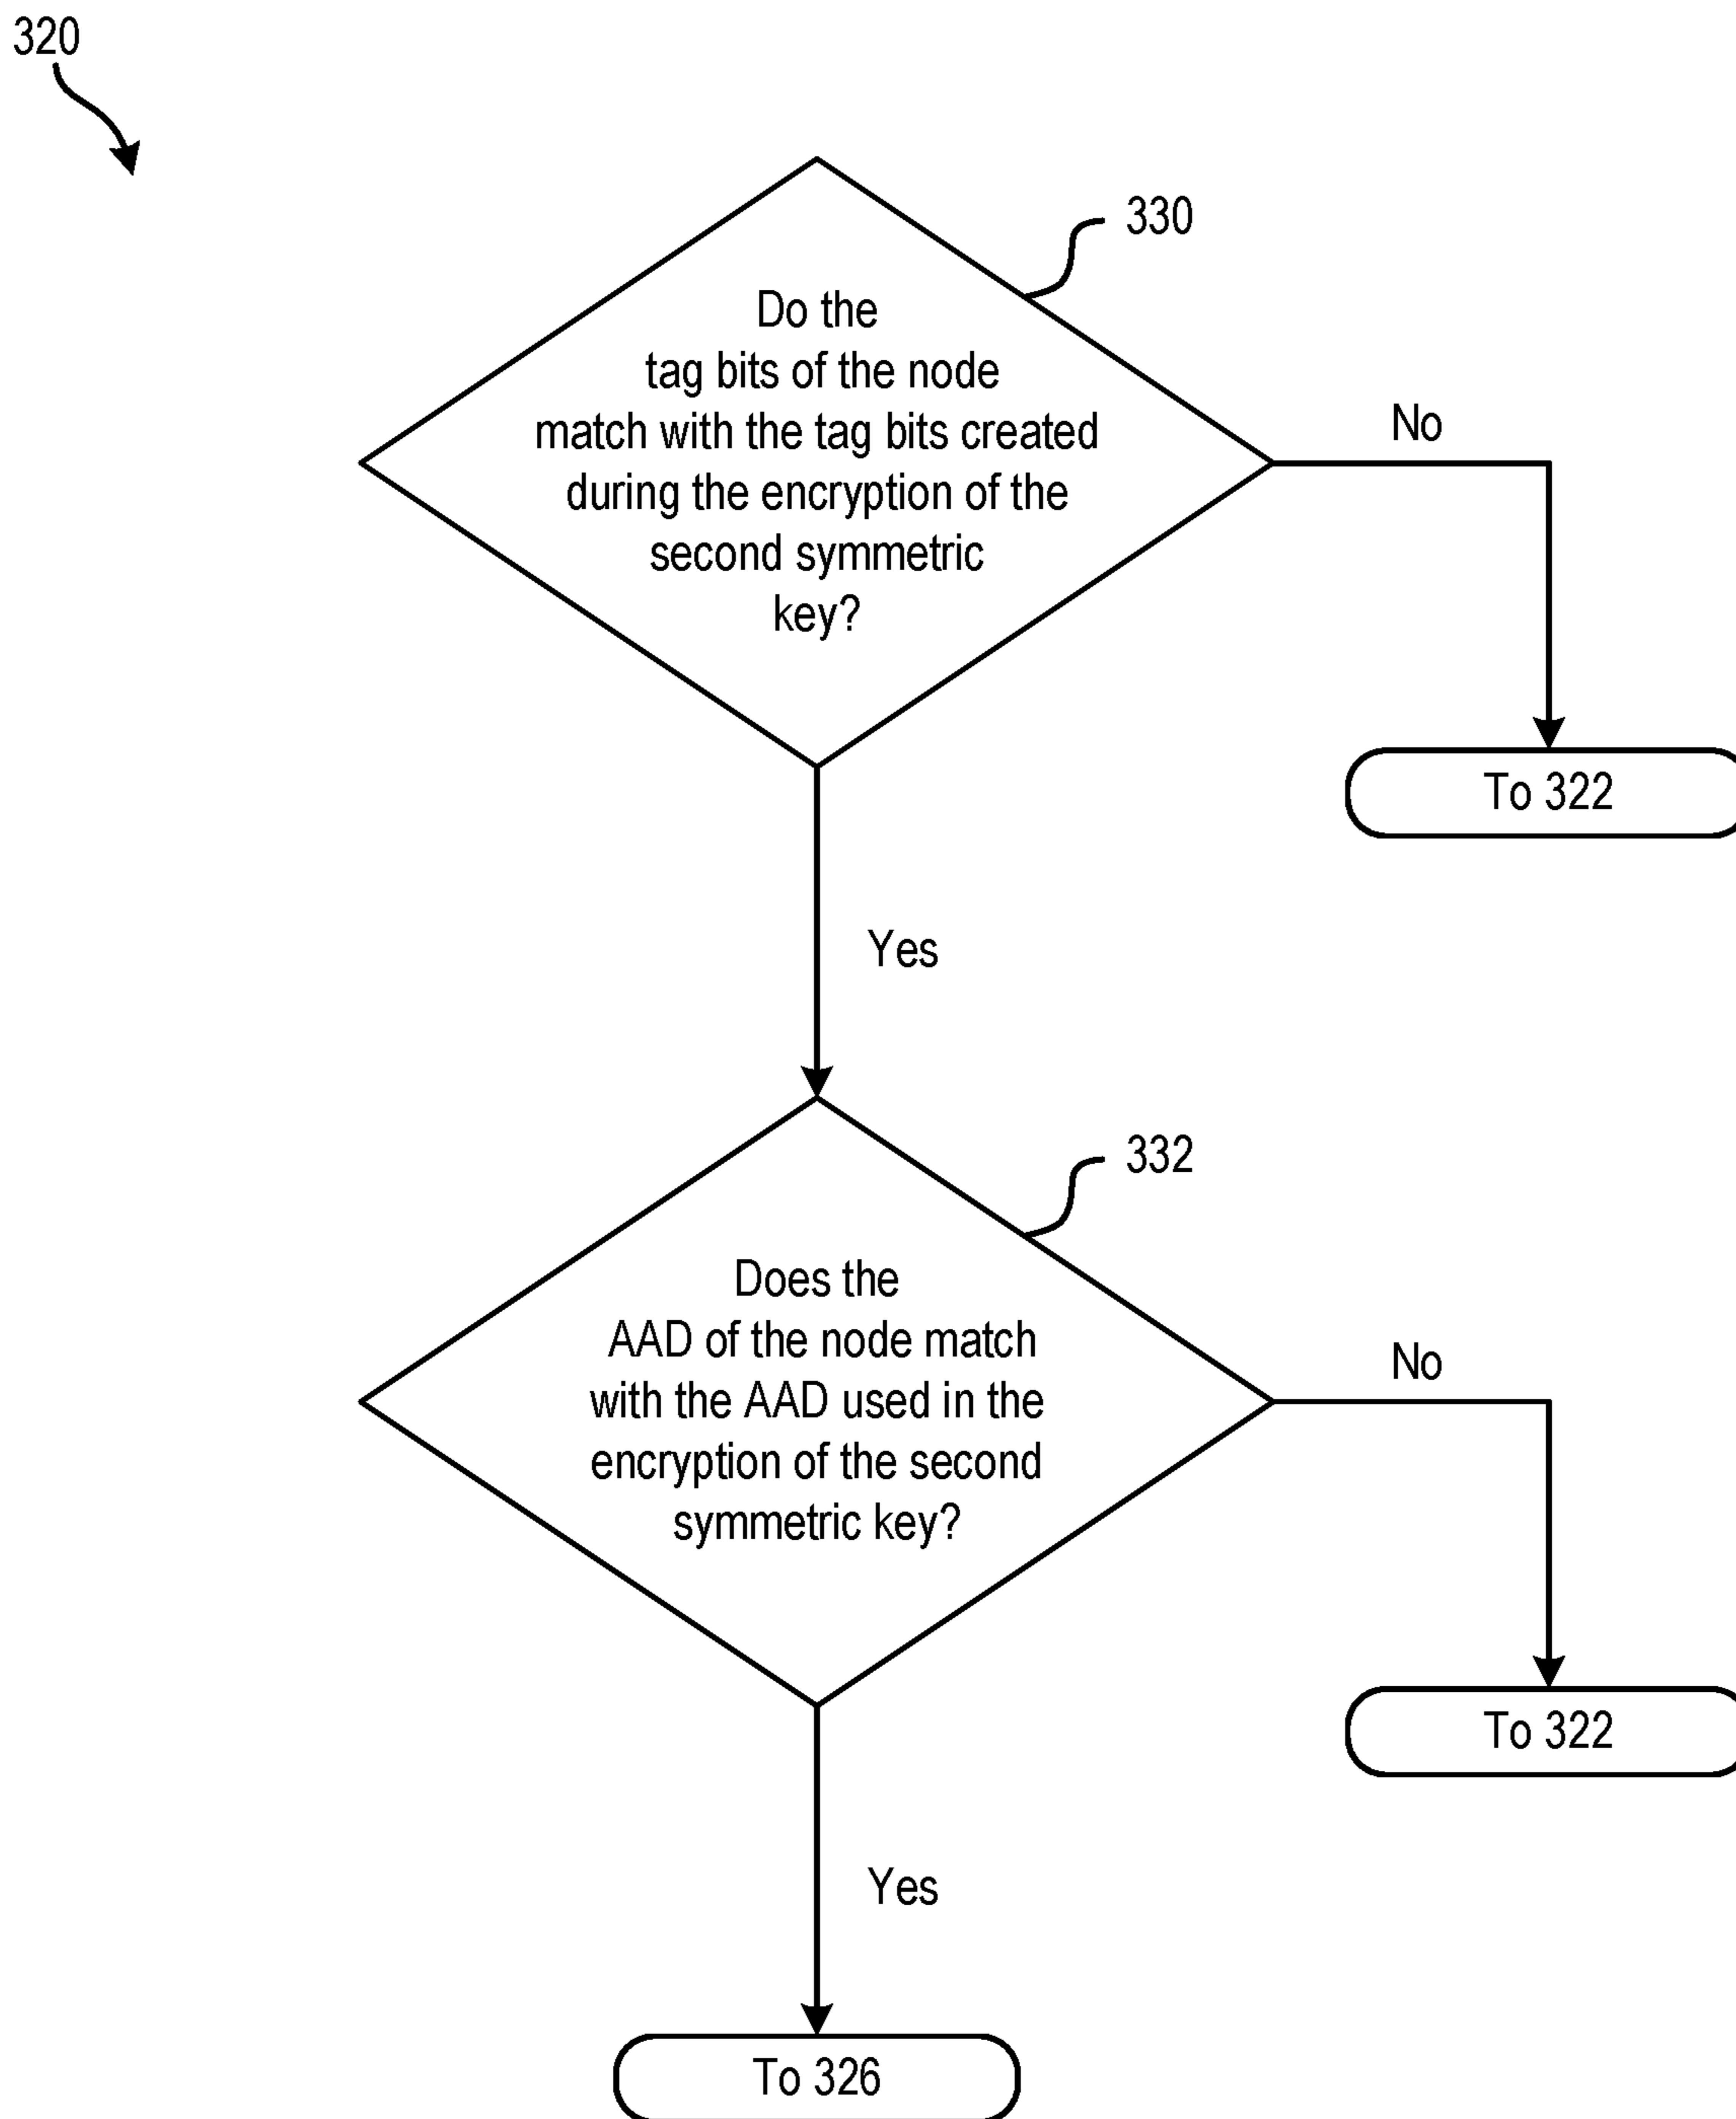 320
330
Do the
tag bits of the node
match with the tag bits created
during the encryption of the
second symmetric
key?
No
To 322
Yes
332
Does the
AAD of the node match
with the AAD used in the
encryption of the second
symmetric key?
No
To 322
Yes
To 326